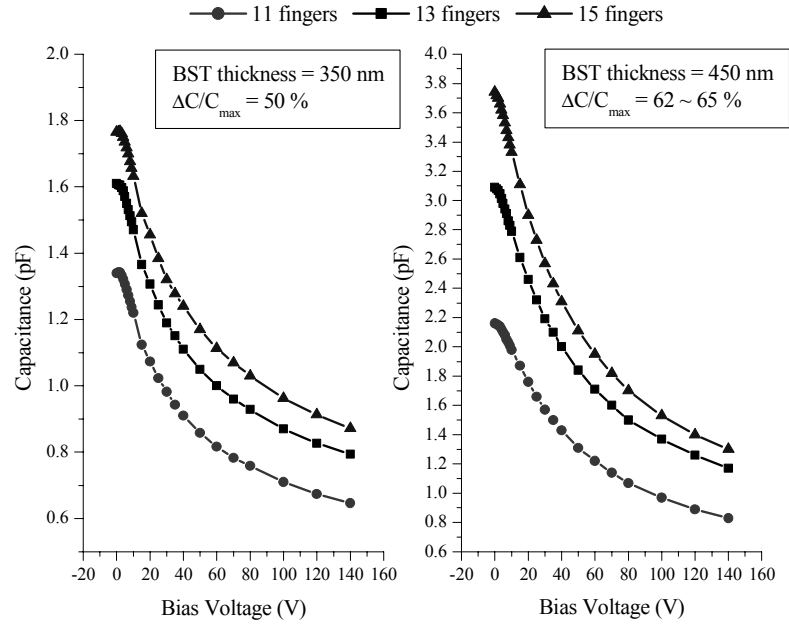 11 fingers 13 fingers 15 fingers
BST thickness = 350 nm
ΔC/Cmax = 50 %
Capacitance (pF)
2.0
1.8
1.6
1.4
1.2
1.0
0.8
0.6
-20 0 20 40 60 80 100 120 140 160
Bias Voltage (V)
BST thickness = 450 nm
ΔC/Cmax = 62 ~ 65 %
Capacitance (pF)
4.0
3.8
3.6
3.4
3.2
3.0
2.8
2.6
2.4
2.2
2.0
1.8
1.6
1.4
1.2
1.0
0.8
0.6
-20 0 20 40 60 80 100 120 140 160
Bias Voltage (V)